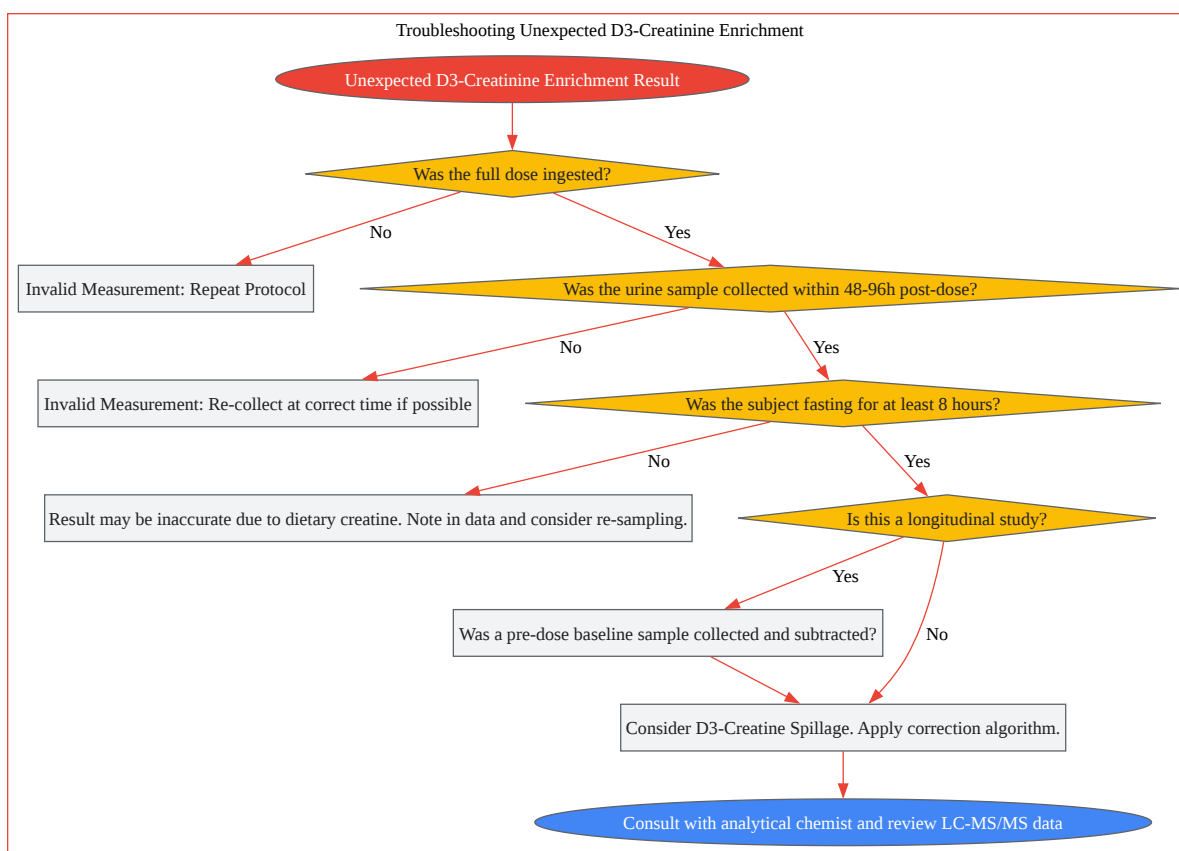 Troubleshooting Unexpected D3-Creatinine Enrichment
Unexpected D3-Creatinine Enrichment Result
Was the full dose ingested?
No
Yes
Invalid Measurement: Repeat Protocol
Was the urine sample collected within 48-96h post-dose?
No
Yes
Invalid Measurement: Re-collect at correct time if possible
Was the subject fasting for at least 8 hours?
No
Yes
Result may be inaccurate due to dietary creatine. Note in data and consider re-sampling.
Is this a longitudinal study?
Yes
No
Was a pre-dose baseline sample collected and subtracted?
Consider D3-Creatine Spillage. Apply correction algorithm.
Consult with analytical chemist and review LC-MS/MS data